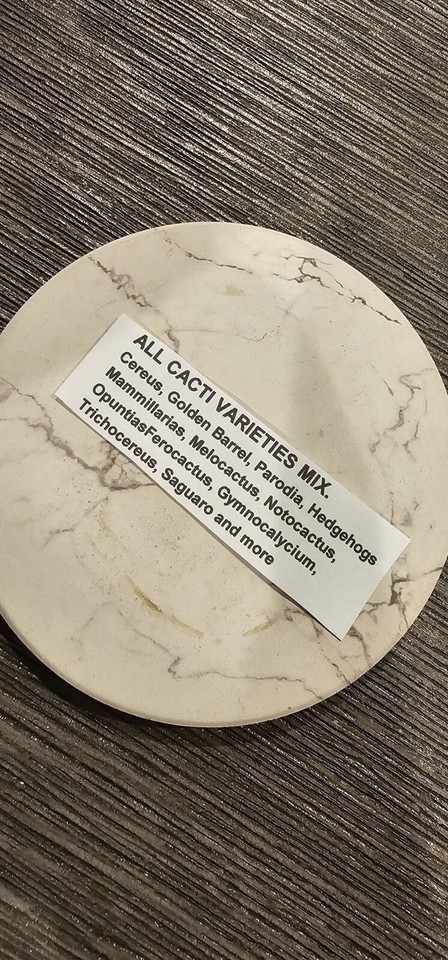 ALL CACTI VARIETIES MIX.
Cereus, Golden Barrel, Parodia, Hedgehogs
Mammillarias, Melocactus, Notocactus,
OpuntiasFerocactus, Gymnocalycium,
Trichocereus, Saguaro and more